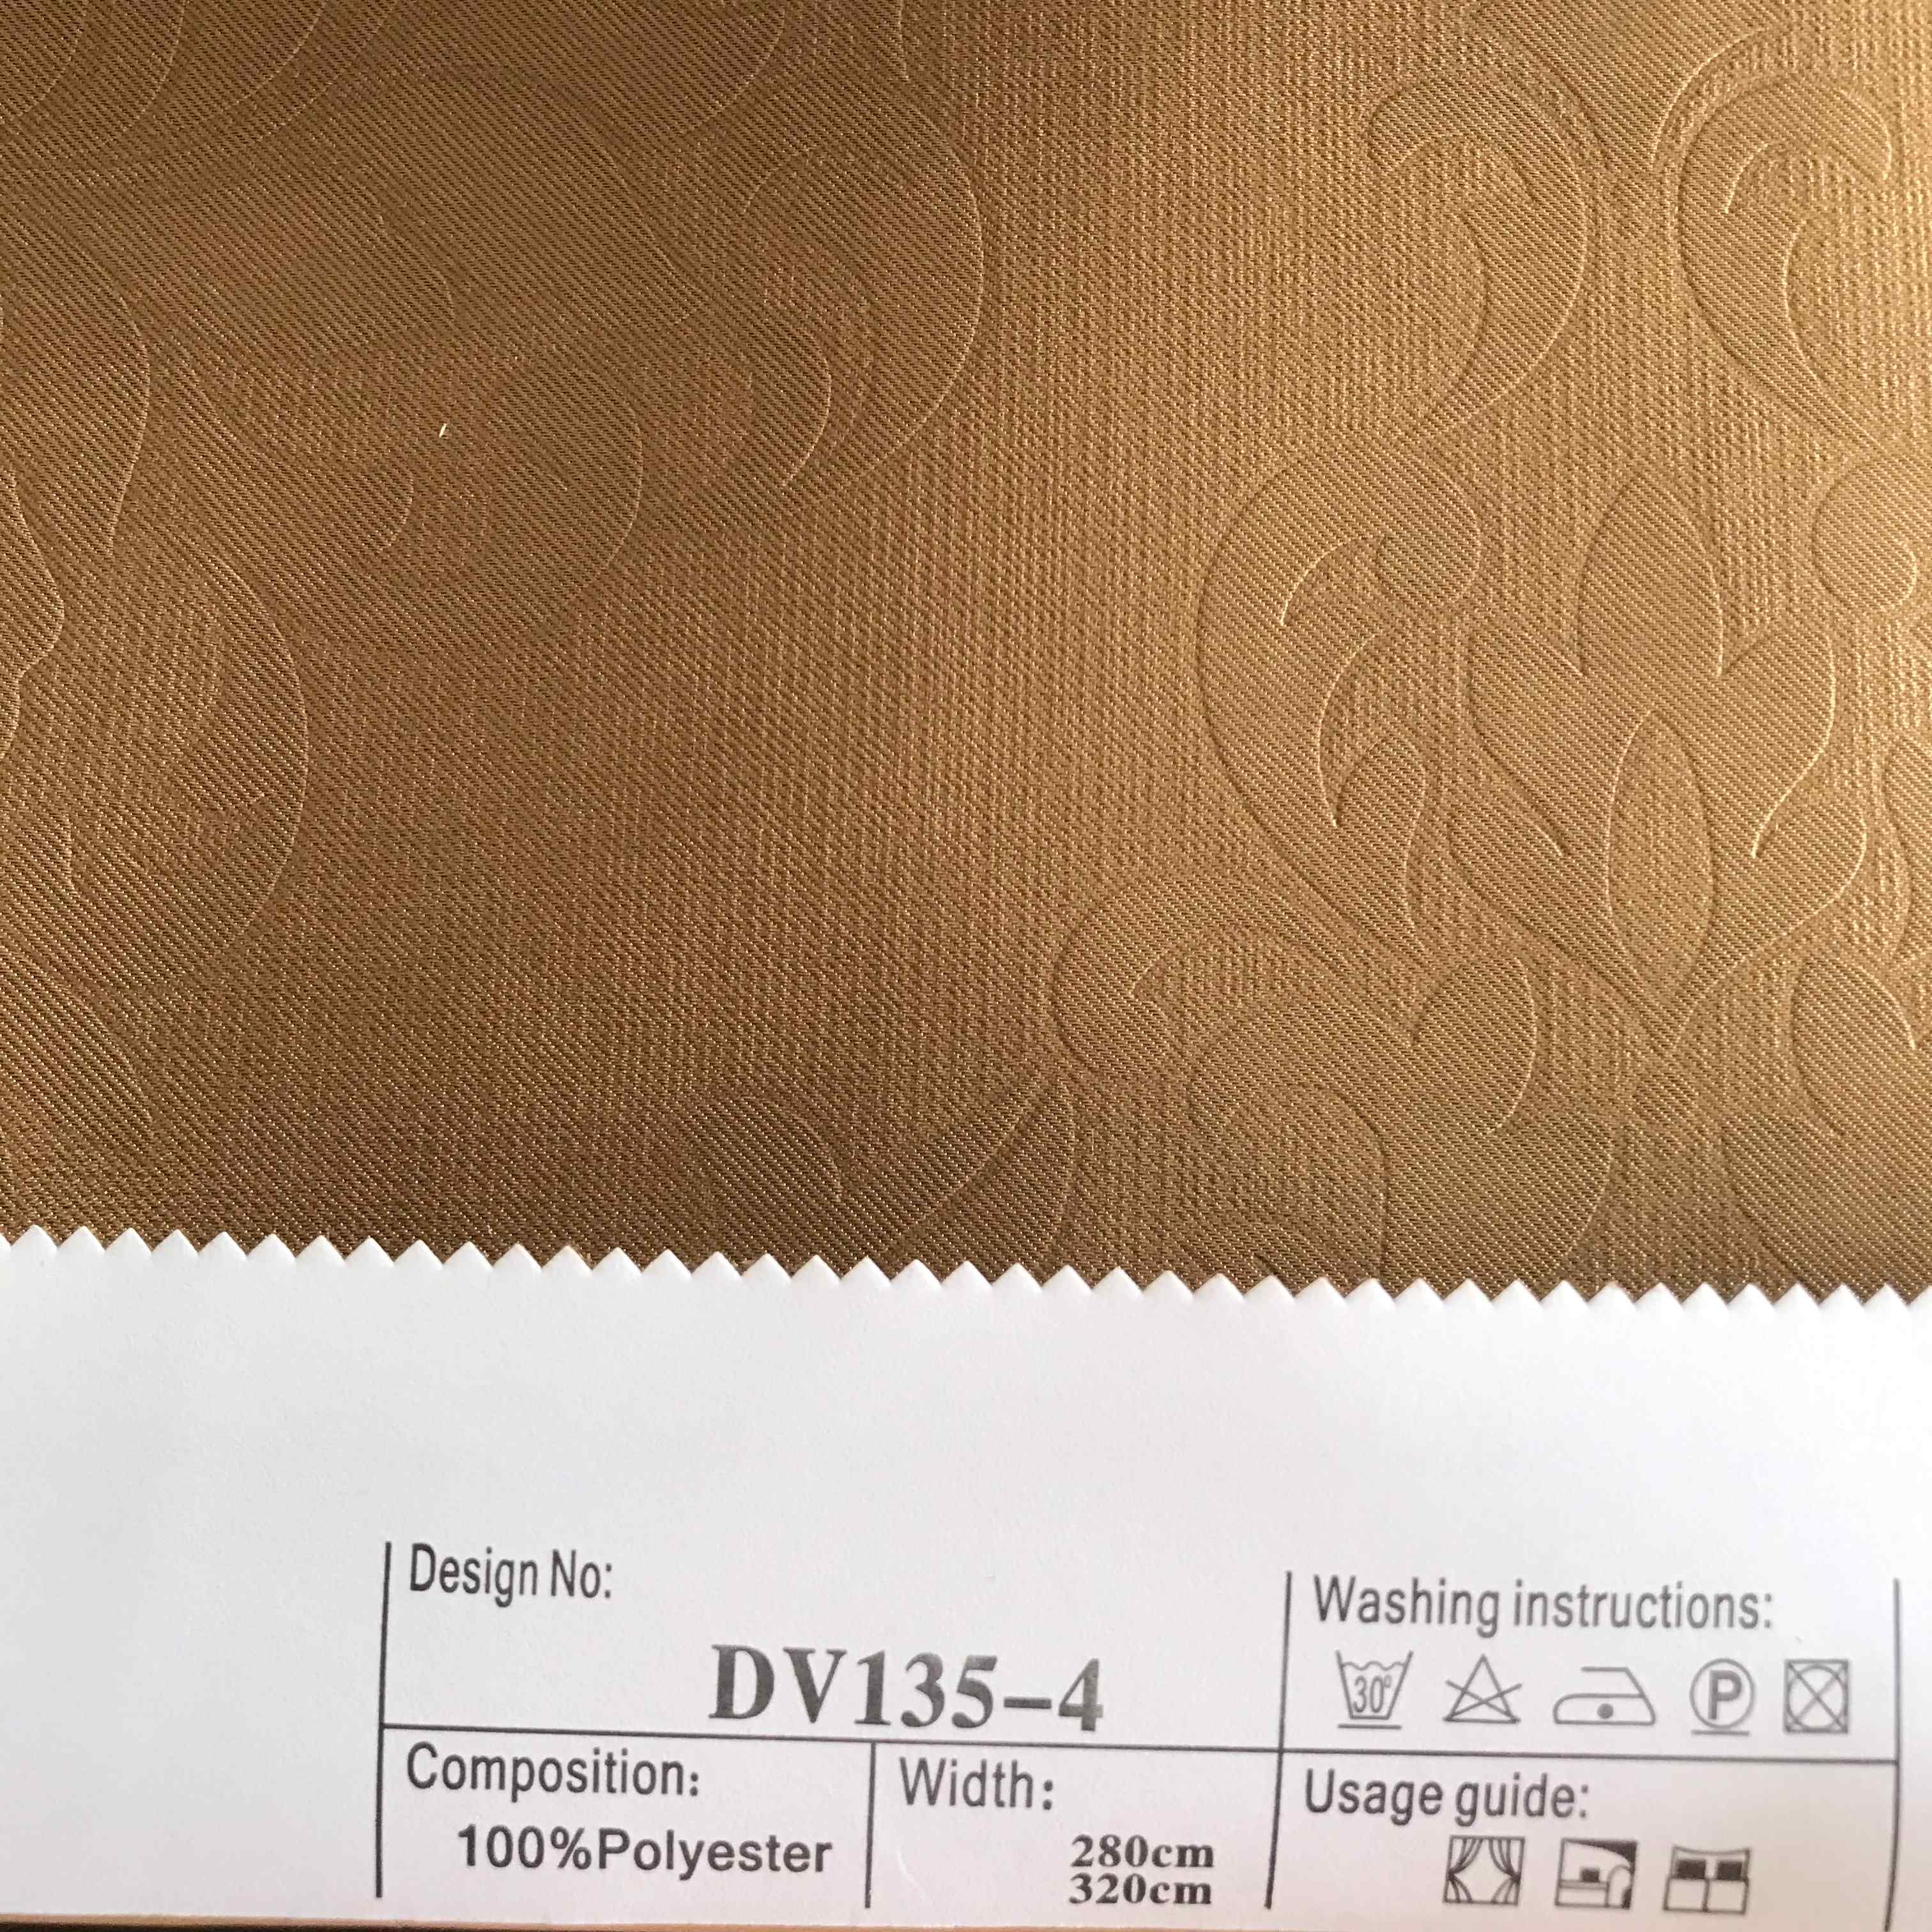 Design No:
DV135-4
Washing instructions:
30°
P
Composition:
100%Polyester
Width:
280cm
320cm
Usage guide: